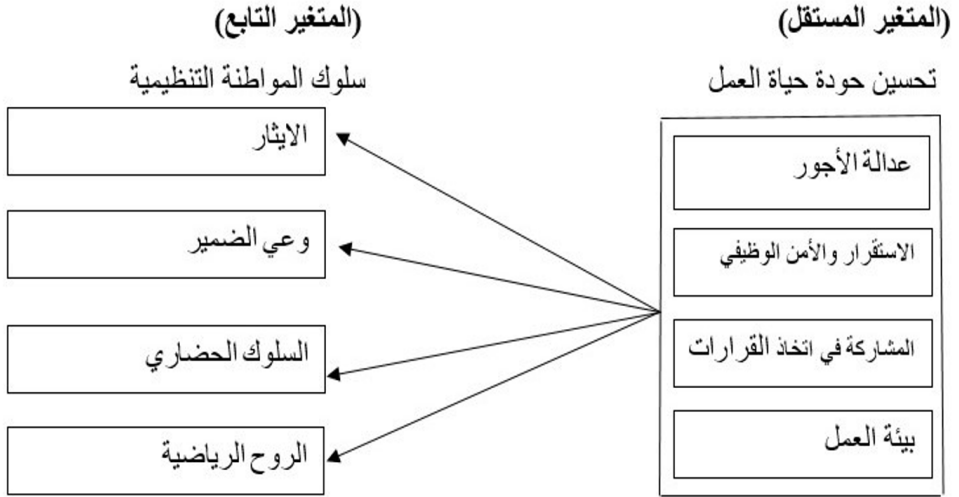 (المتغير المستقل)
تحسين حودة حياة العمل
عدالة الأجور
الاستقرار والأمن الوظيفي
المشاركة في اتخاذ القرارات
بيئة العمل
(المتغير التابع)
سلوك المواطنة التنظيمية
الايثار
وعي الضمير
السلوك الحضاري
الروح الرياضية